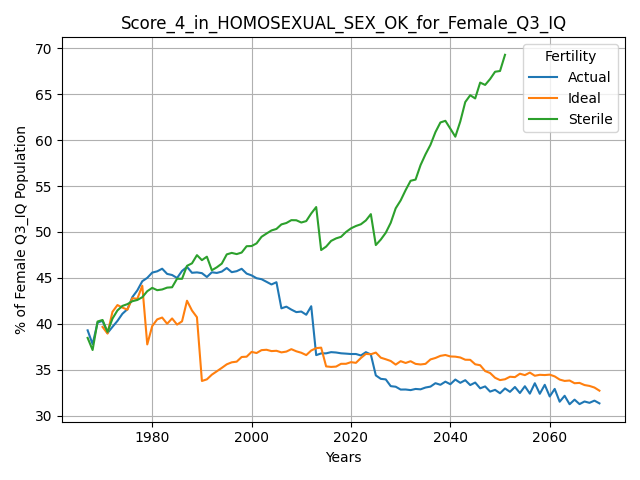 Score_4_in_HOMOSEXUAL_SEX_OK_for_Female_Q3_IQ
% of Female Q3_IQ Population
70
65
60
55
50
45
40
35
30
Fertility
Actual
Ideal
Sterile
1980 2000 2020 2040 2060
Years